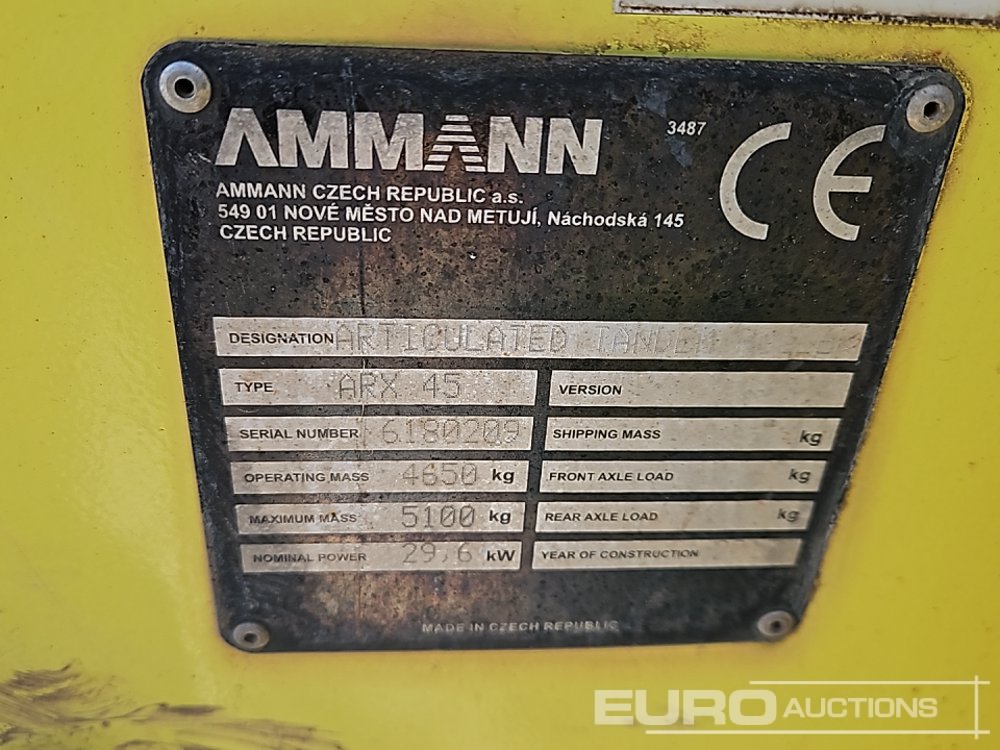 AMMANN
3487
CE
AMMANN CZECH REPUBLIC a.s.
549 01 NOVÉ MĚSTO NAD METUJÍ, Náchodská 145
CZECH REPUBLIC
DESIGNATION ARTICULATED TANDEM
TYPE ARX 45
VERSION
SERIAL NUMBER 6180209
SHIPPING MASS kg
OPERATING MASS 4650 kg
FRONT AXLE LOAD kg
MAXIMUM MASS 5100 kg
REAR AXLE LOAD kg
NOMINAL POWER 29,6 kW
YEAR OF CONSTRUCTION
MADE IN CZECH REPUBLIC
EURO AUCTIONS